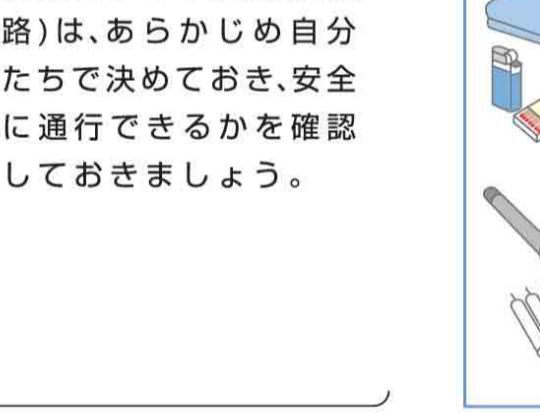 路)は、あらかじめ自分
たちで決めておき、安全
に通行できるかを確認
しておきましょう。